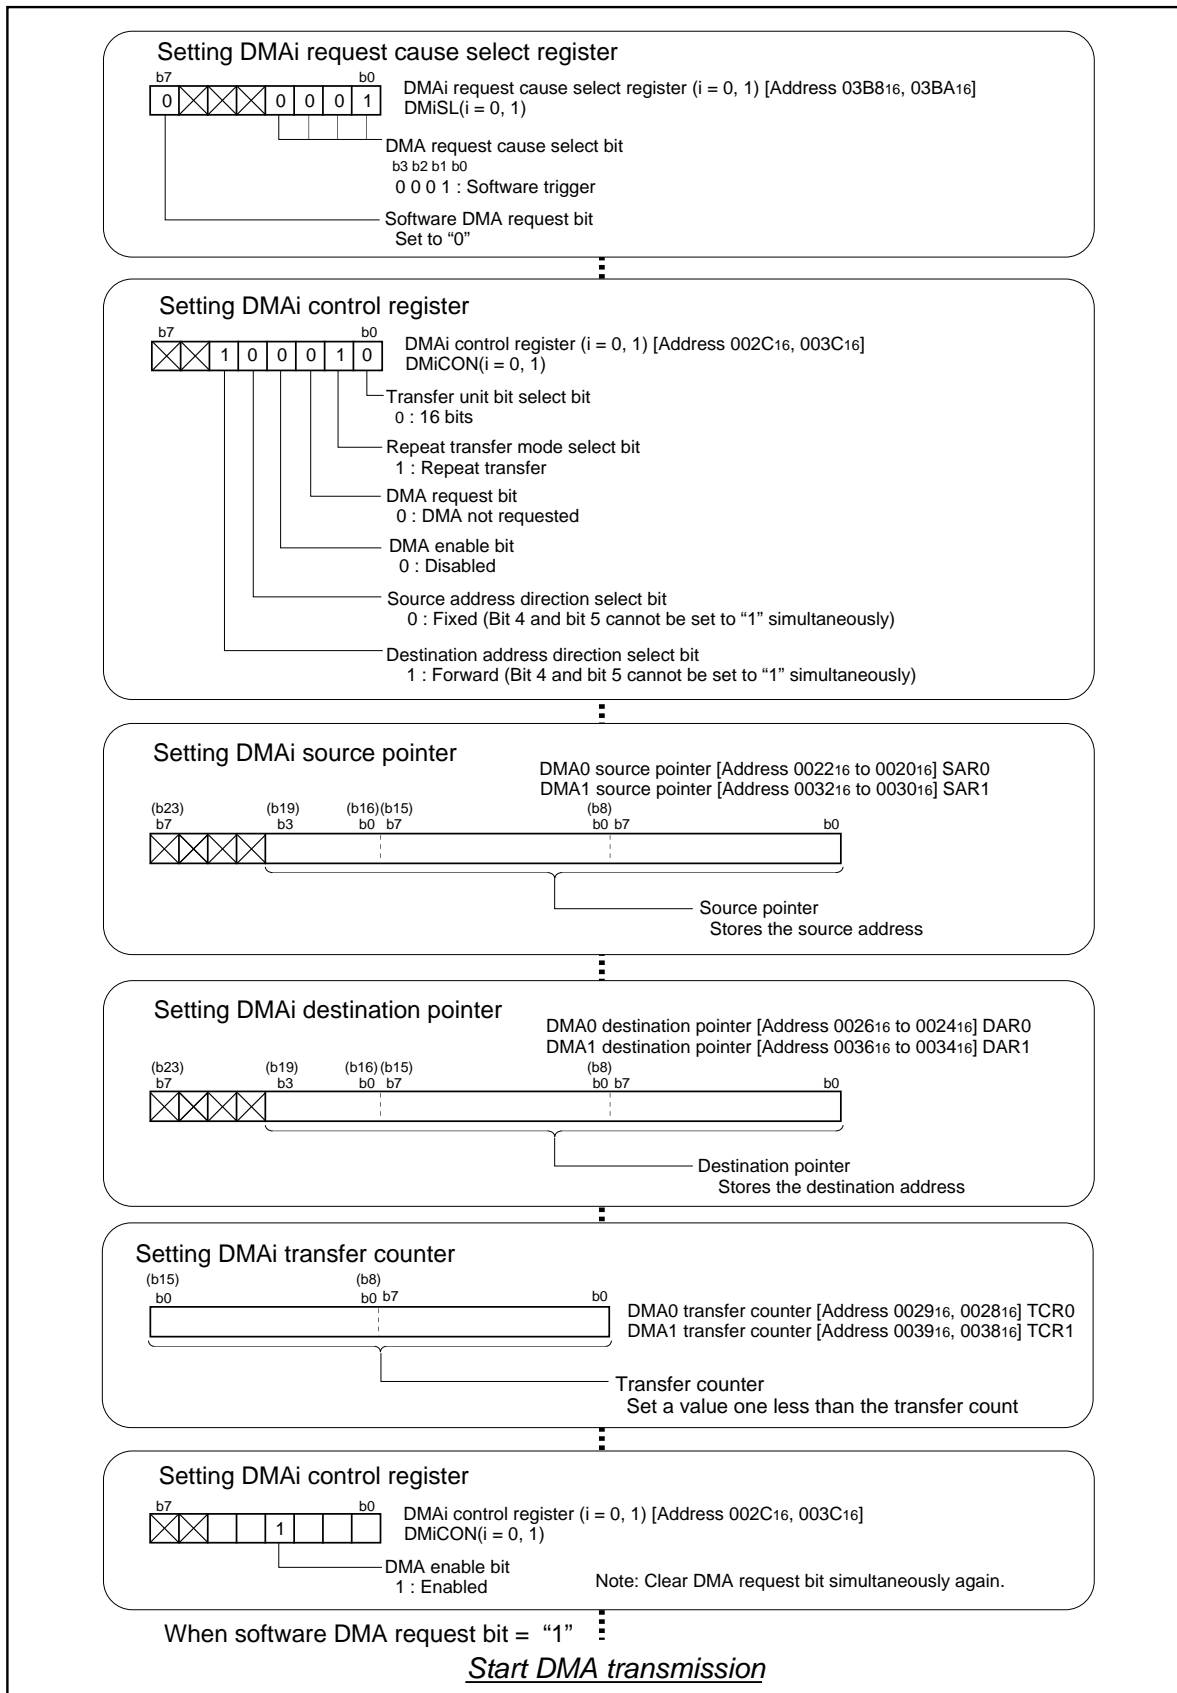 Setting DMAi request cause select register
b7 b0
0 0 0 0 1
DMAi request cause select register (i = 0, 1) [Address 03B816, 03BA16]
DMiSL(i = 0, 1)
DMA request cause select bit
b3 b2 b1 b0
0 0 0 1 : Software trigger
Software DMA request bit
Set to “0”
Setting DMAi control register
b7 b0
1 0 0 0 1 0
DMAi control register (i = 0, 1) [Address 002C16, 003C16]
DMiCON(i = 0, 1)
Transfer unit bit select bit
0 : 16 bits
Repeat transfer mode select bit
1 : Repeat transfer
DMA request bit
0 : DMA not requested
DMA enable bit
0 : Disabled
Source address direction select bit
0 : Fixed (Bit 4 and bit 5 cannot be set to “1” simultaneously)
Destination address direction select bit
1 : Forward (Bit 4 and bit 5 cannot be set to “1” simultaneously)
Setting DMAi source pointer
DMA0 source pointer [Address 002216 to 002016] SAR0
DMA1 source pointer [Address 003216 to 003016] SAR1
(b23) (b19) (b16) (b15) (b8)
b7 b3 b0 b7 b0 b7 b0
Source pointer
Stores the source address
Setting DMAi destination pointer
DMA0 destination pointer [Address 002616 to 002416] DAR0
DMA1 destination pointer [Address 003616 to 003416] DAR1
(b23) (b19) (b16) (b15) (b8)
b7 b3 b0 b7 b0 b7 b0
Destination pointer
Stores the destination address
Setting DMAi transfer counter
(b15) (b8)
b0 b0 b7 b0
DMA0 transfer counter [Address 002916, 002816] TCR0
DMA1 transfer counter [Address 003916, 003816] TCR1
Transfer counter
Set a value one less than the transfer count
Setting DMAi control register
b7 b0
1
DMAi control register (i = 0, 1) [Address 002C16, 003C16]
DMiCON(i = 0, 1)
DMA enable bit
1 : Enabled
Note: Clear DMA request bit simultaneously again.
When software DMA request bit = “1”
Start DMA transmission